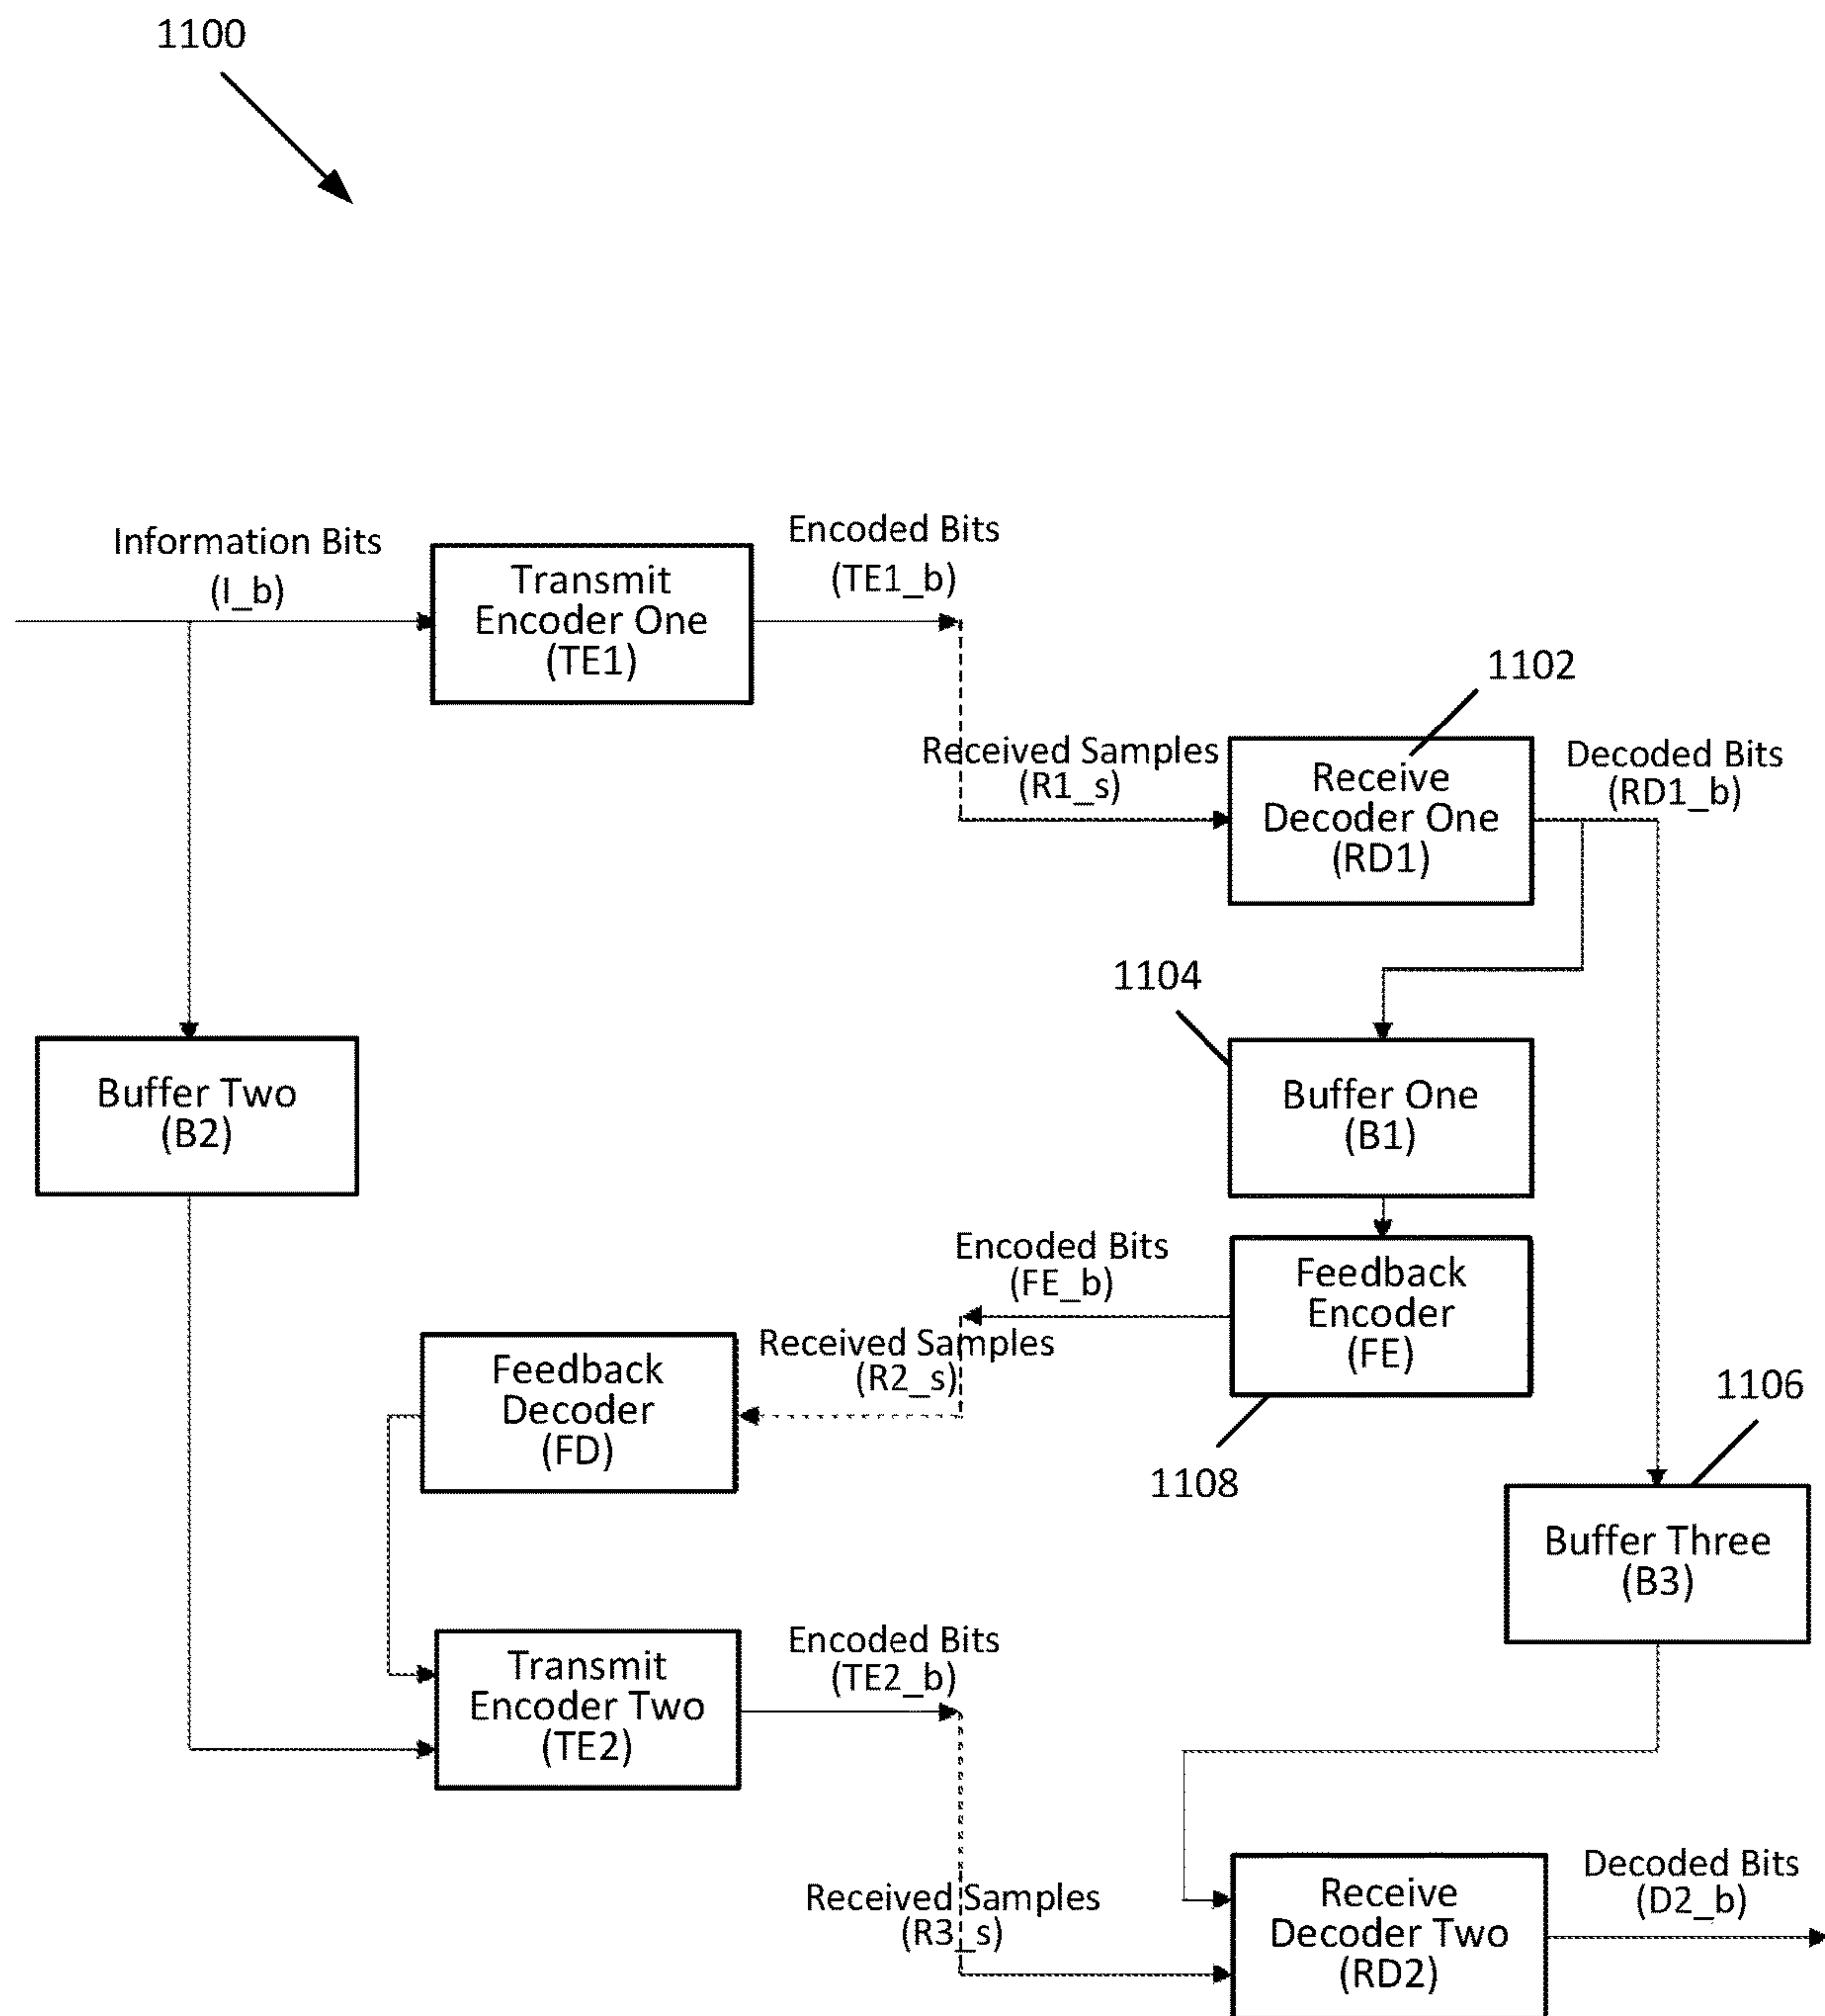 1100
Information Bits
(I_b)
Transmit
Encoder One
(TE1)
Encoded Bits
(TE1_b)
1102
Received Samples
(R1_s)
Receive
Decoder One
(RD1)
Decoded Bits
(RD1_b)
1104
Buffer Two
(B2)
Buffer One
(B1)
Encoded Bits
(FE_b)
Feedback
Encoder
(FE)
Received Samples
(R2_s)
Feedback
Decoder
(FD)
1106
1108
Buffer Three
(B3)
Transmit
Encoder Two
(TE2)
Encoded Bits
(TE2_b)
Received Samples
(R3_s)
Receive
Decoder Two
(RD2)
Decoded Bits
(D2_b)